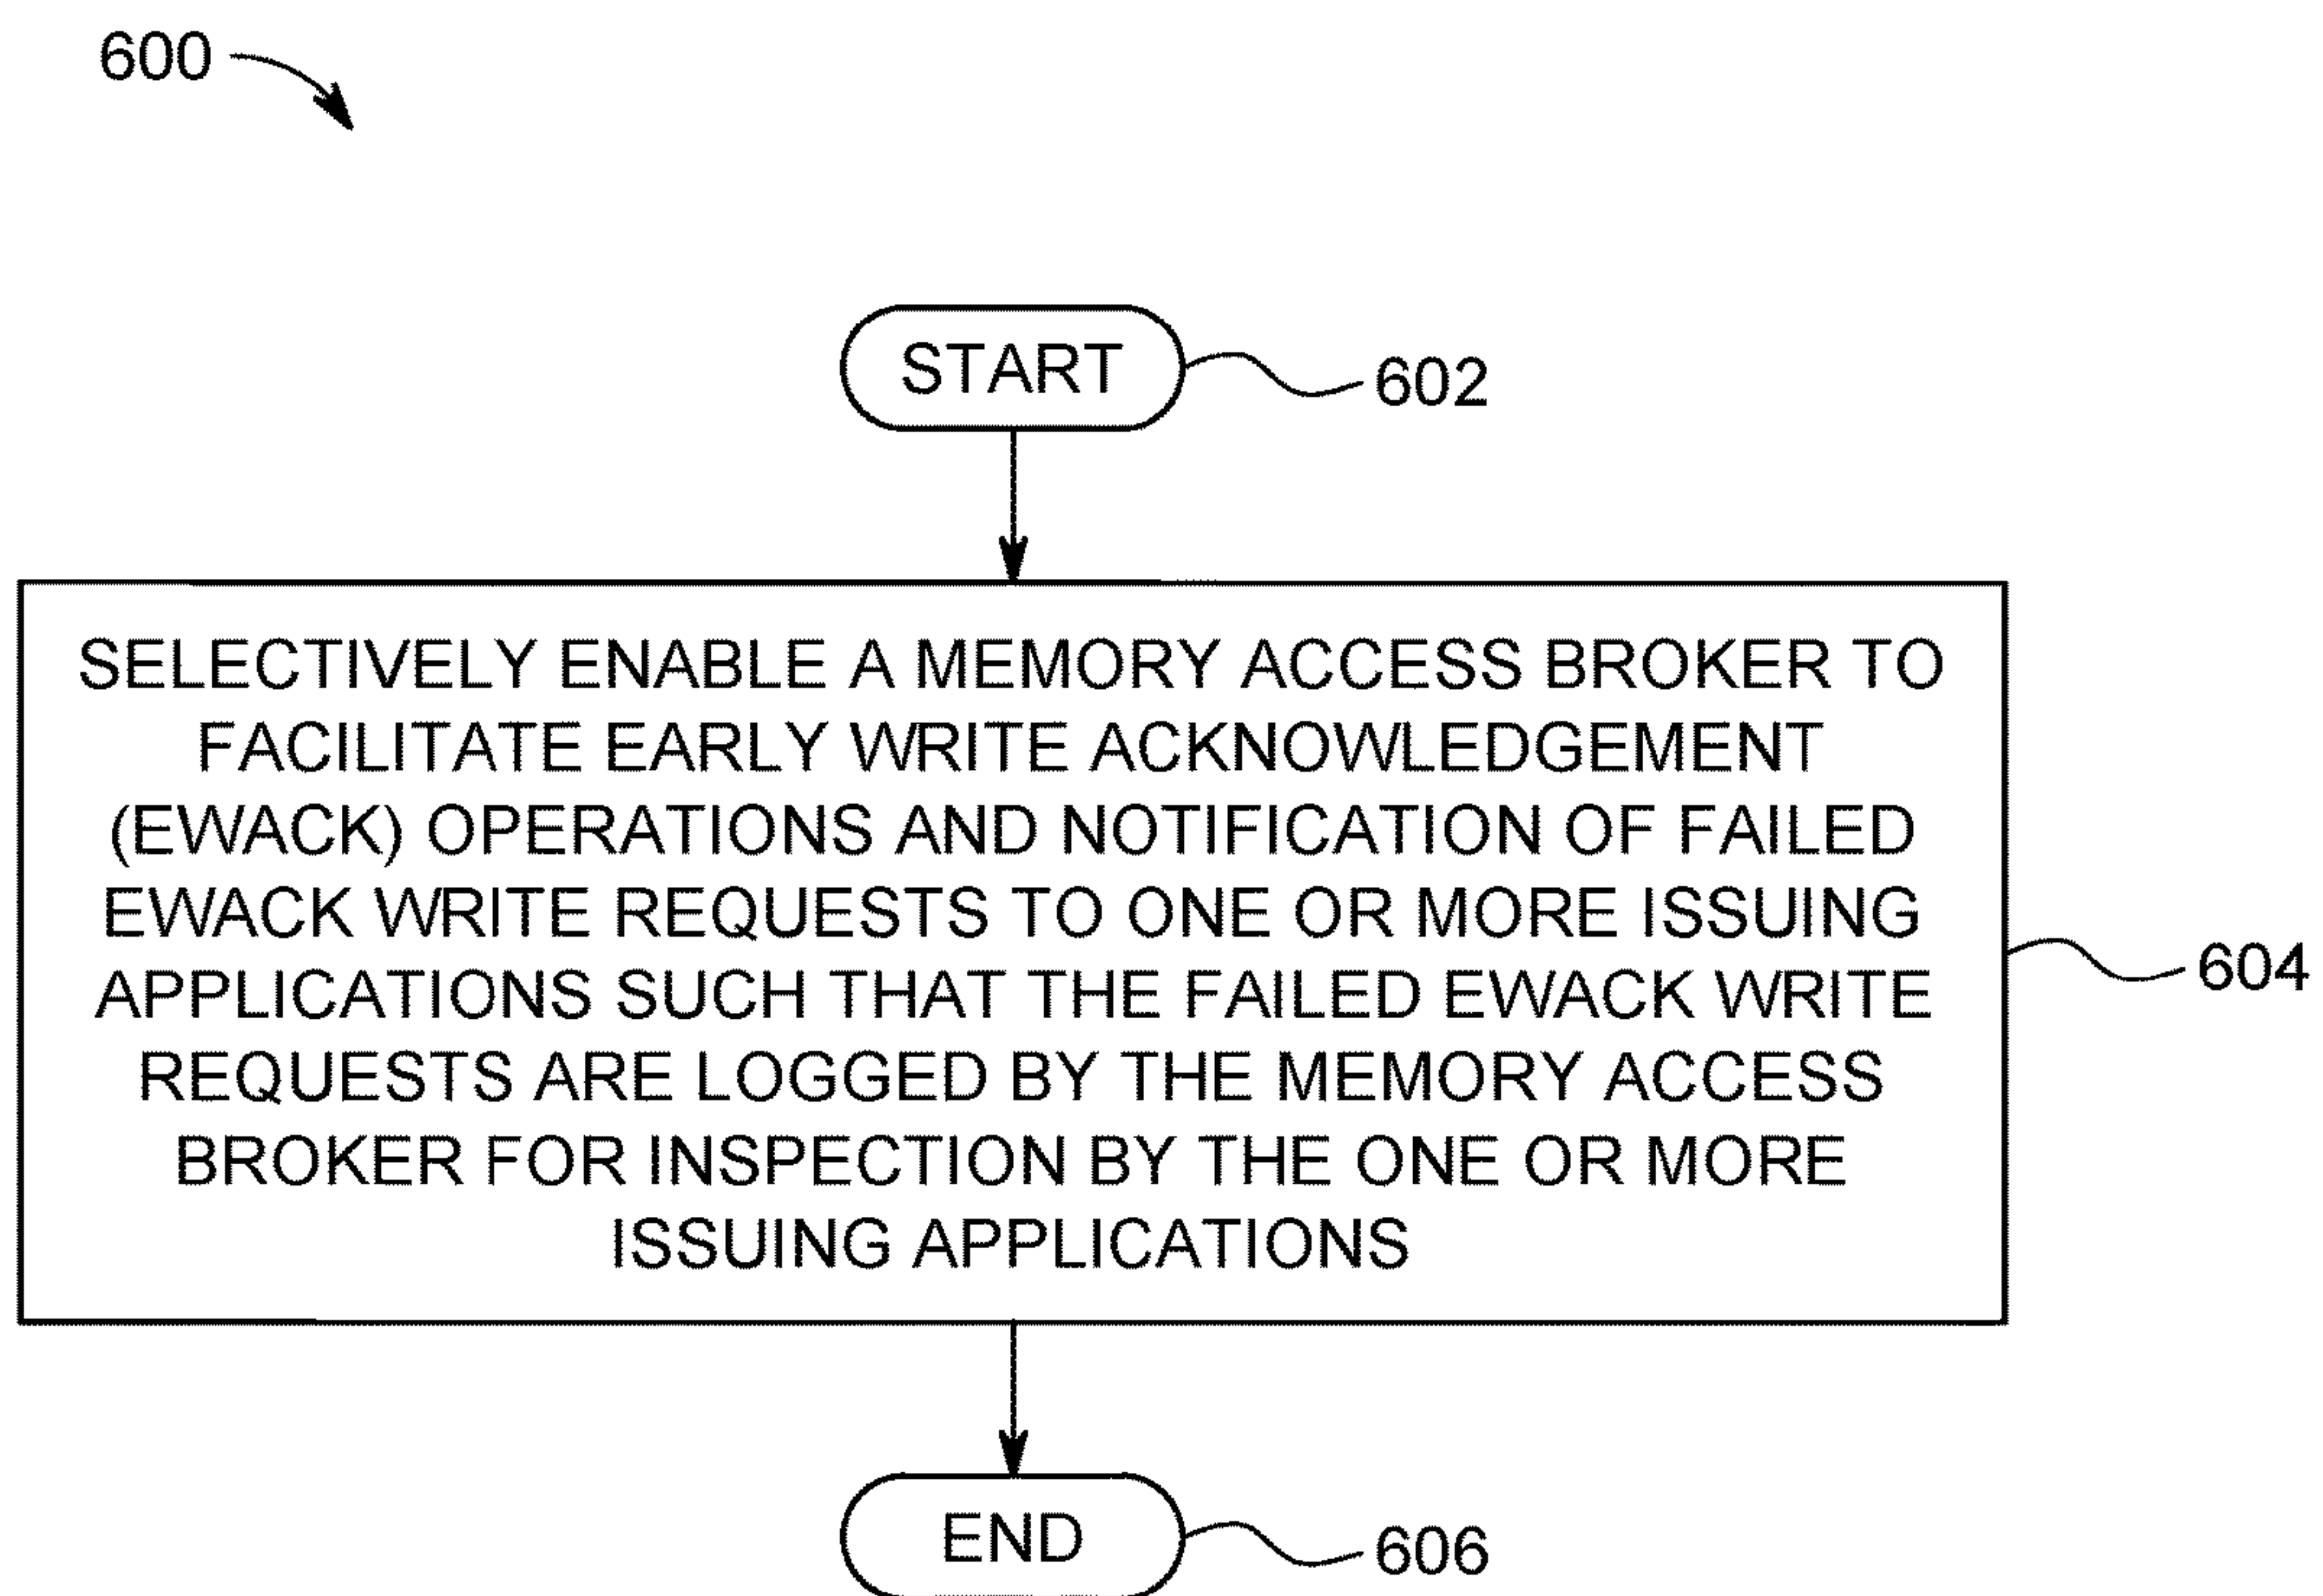 600
START
602
SELECTIVELY ENABLE A MEMORY ACCESS BROKER TO
FACILITATE EARLY WRITE ACKNOWLEDGEMENT
(EWACK) OPERATIONS AND NOTIFICATION OF FAILED
EWACK WRITE REQUESTS TO ONE OR MORE ISSUING
APPLICATIONS SUCH THAT THE FAILED EWACK WRITE
REQUESTS ARE LOGGED BY THE MEMORY ACCESS
BROKER FOR INSPECTION BY THE ONE OR MORE
ISSUING APPLICATIONS
604
END
606